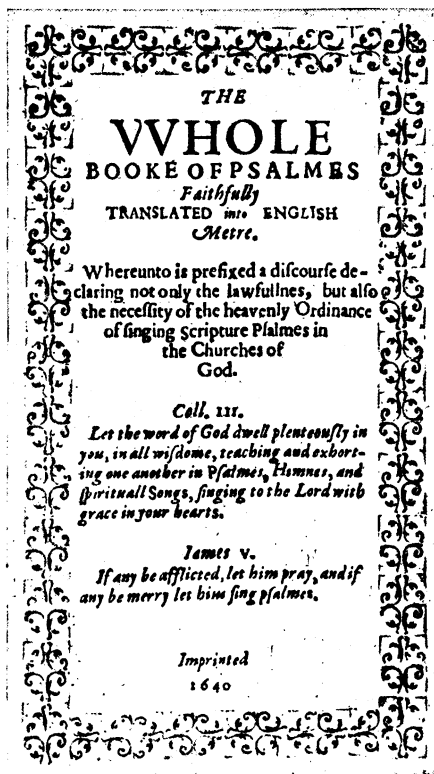 THE
VVHOLE
BOOKE OF PSALMES
Faithfully
TRANSLATED into ENGLISH
Metre.
Whereunto is prefixed a diſcourſe de-
claring not only the lawfullnes, but alſo
the neceſſity of the heavenly Ordinance
of ſinging Scripture Pſalmes in
the Churches of
God.
Coll. III.
Let the word of God dwell plenteouſly in
you, in all wiſdome, teaching and exhort-
ing one another in Pſalmes, Himnes, and
ſpirituall Songs, ſinging to the Lord with
grace in your hearts.
Iames V.
If any be afflicted, let him pray, and if
any be merry let him ſing pſalmes.
Imprinted
1640